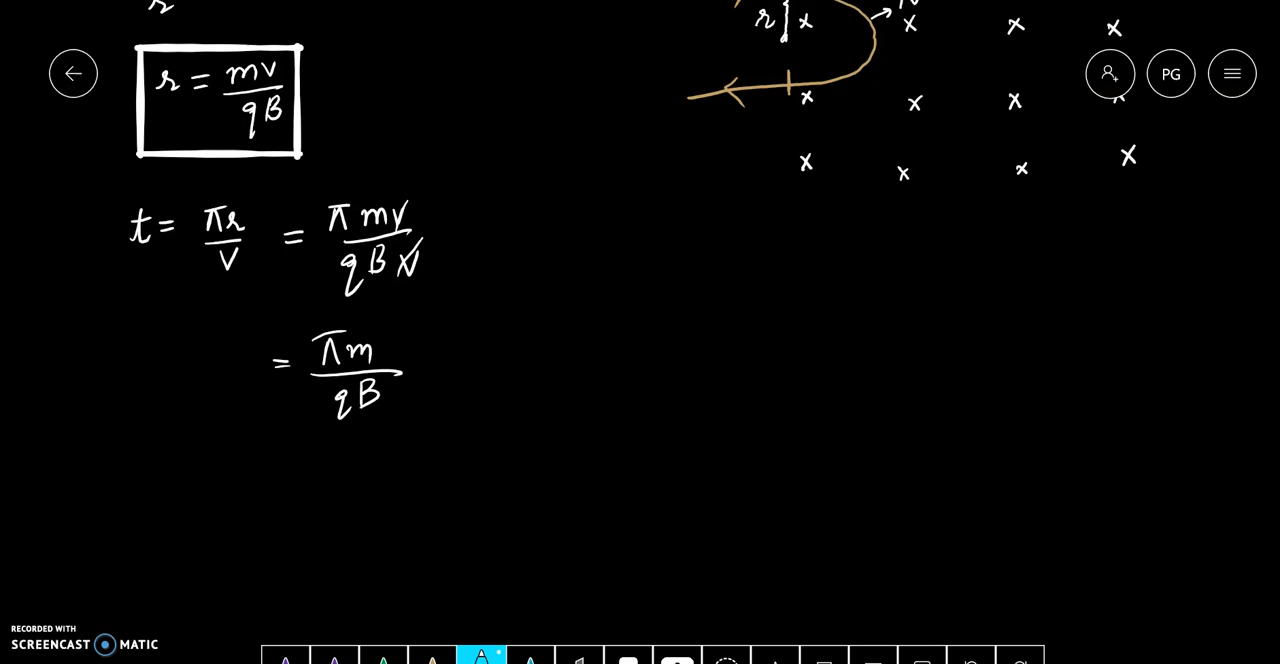 r
r = mv / qB
r
x x x x
PG
x x x x
x x x x
t = πr / v = πmv / qBv
= πm / qB
RECORDED WITH
SCREENCAST MATIC